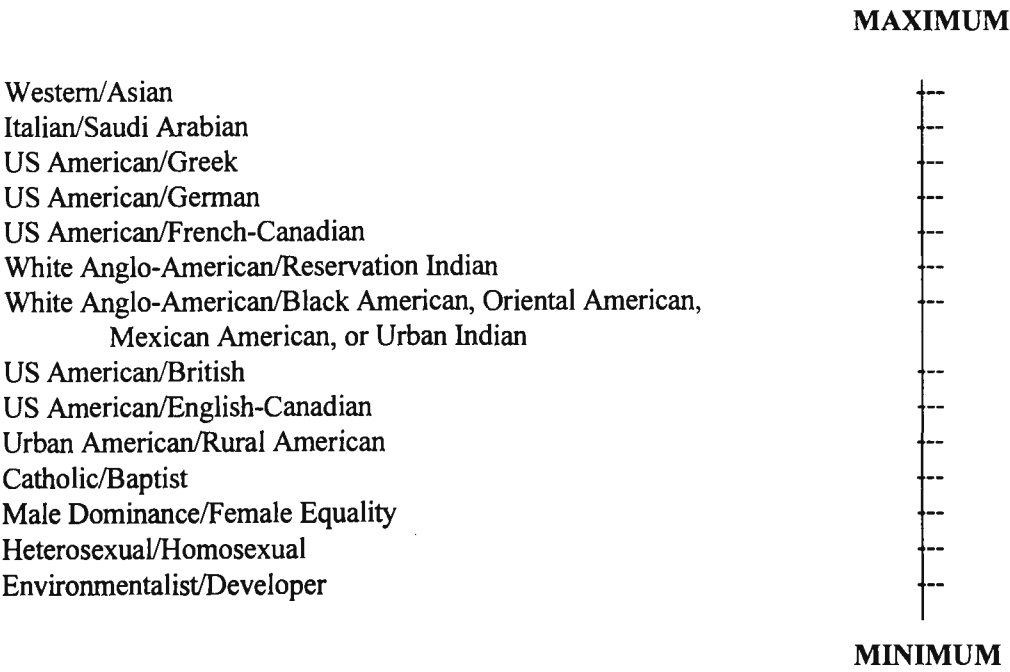 MAXIMUM
Western/Asian
Italian/Saudi Arabian
US American/Greek
US American/German
US American/French-Canadian
White Anglo-American/Reservation Indian
White Anglo-American/Black American, Oriental American,
Mexican American, or Urban Indian
US American/British
US American/English-Canadian
Urban American/Rural American
Catholic/Baptist
Male Dominance/Female Equality
Heterosexual/Homosexual
Environmentalist/Developer
MINIMUM